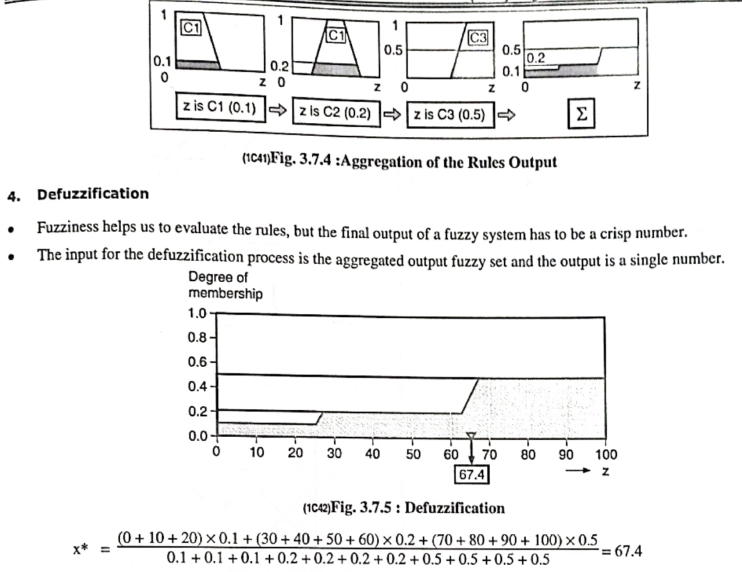 1
C1
0.1
0
z
1
C1
0.2
0
z
1
C3
0.5
0
z
0.5
0.2
0.1
0
z
z is C1 (0.1) ⇒ z is C2 (0.2) ⇒ z is C3 (0.5) ⇒ Σ
(1C41)Fig. 3.7.4 :Aggregation of the Rules Output
4. Defuzzification
• Fuzziness helps us to evaluate the rules, but the final output of a fuzzy system has to be a crisp number.
• The input for the defuzzification process is the aggregated output fuzzy set and the output is a single number.
Degree of
membership
1.0
0.8
0.6
0.4
0.2
0.0
0 10 20 30 40 50 60 70 80 90 100
67.4 → z
(1C42)Fig. 3.7.5 : Defuzzification
(0 + 10 + 20) × 0.1 + (30 + 40 + 50 + 60) × 0.2 + (70 + 80 + 90 + 100) × 0.5
x* = = 67.4
0.1 + 0.1 + 0.1 + 0.2 + 0.2 + 0.2 + 0.2 + 0.5 + 0.5 + 0.5 + 0.5